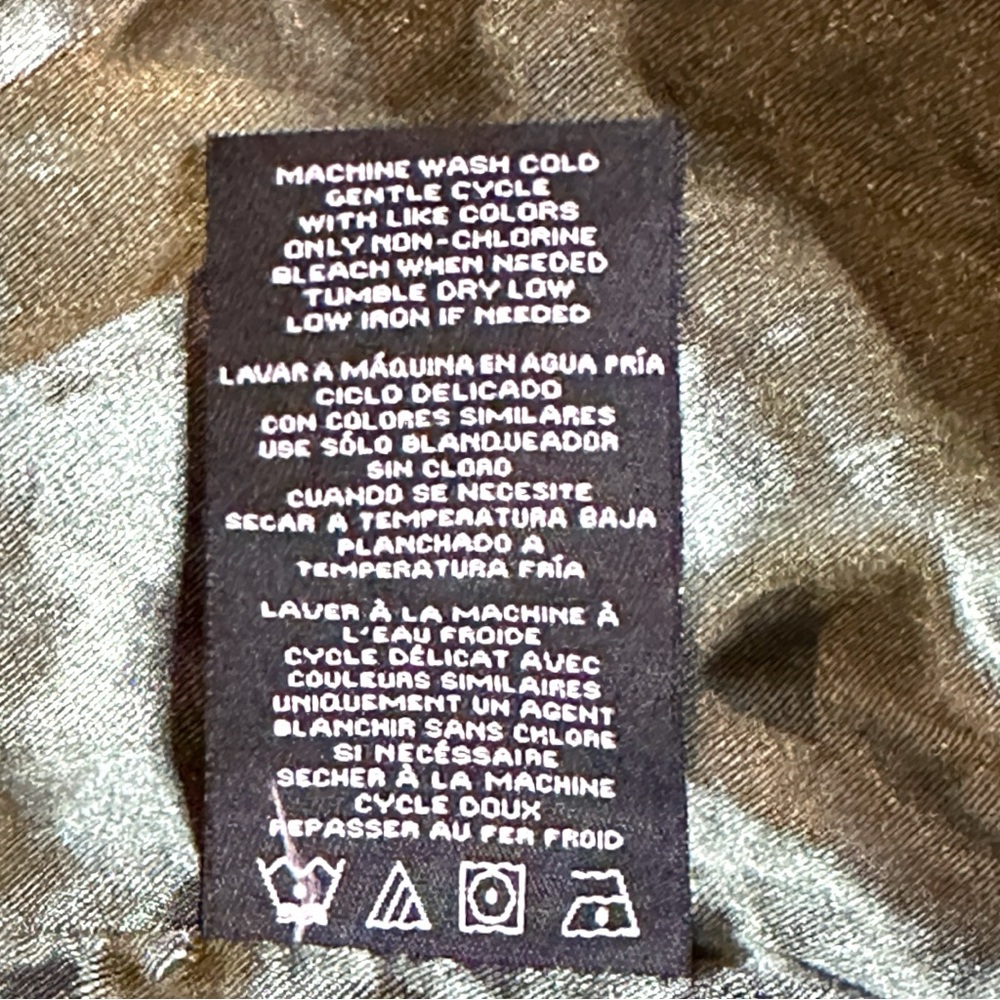 MACHINE WASH COLD
GENTLE CYCLE
WITH LIKE COLORS
ONLY NON-CHLORINE
BLEACH WHEN NEEDED
TUMBLE DRY LOW
LOW IRON IF NEEDED
LAVAR A MÁQUINA EN AGUA FRÍA
CICLO DELICADO
CON COLORES SIMILARES
USE SÓLO BLANQUEADOR
SIN CLORO
CUANDO SE NECESITE
SECAR A TEMPERATURA BAJA
PLANCHADO A
TEMPERATURA FRÍA
LAVER À LA MACHINE À
L'EAU FROIDE
CYCLE DÉLICAT AVEC
COULEURS SIMILAIRES
UNIQUEMENT UN AGENT
BLANCHIR SANS CHLORE
SI NECÉSSAIRE
SECHER À LA MACHINE
CYCLE DOUX
REPASSER AU FER FROID